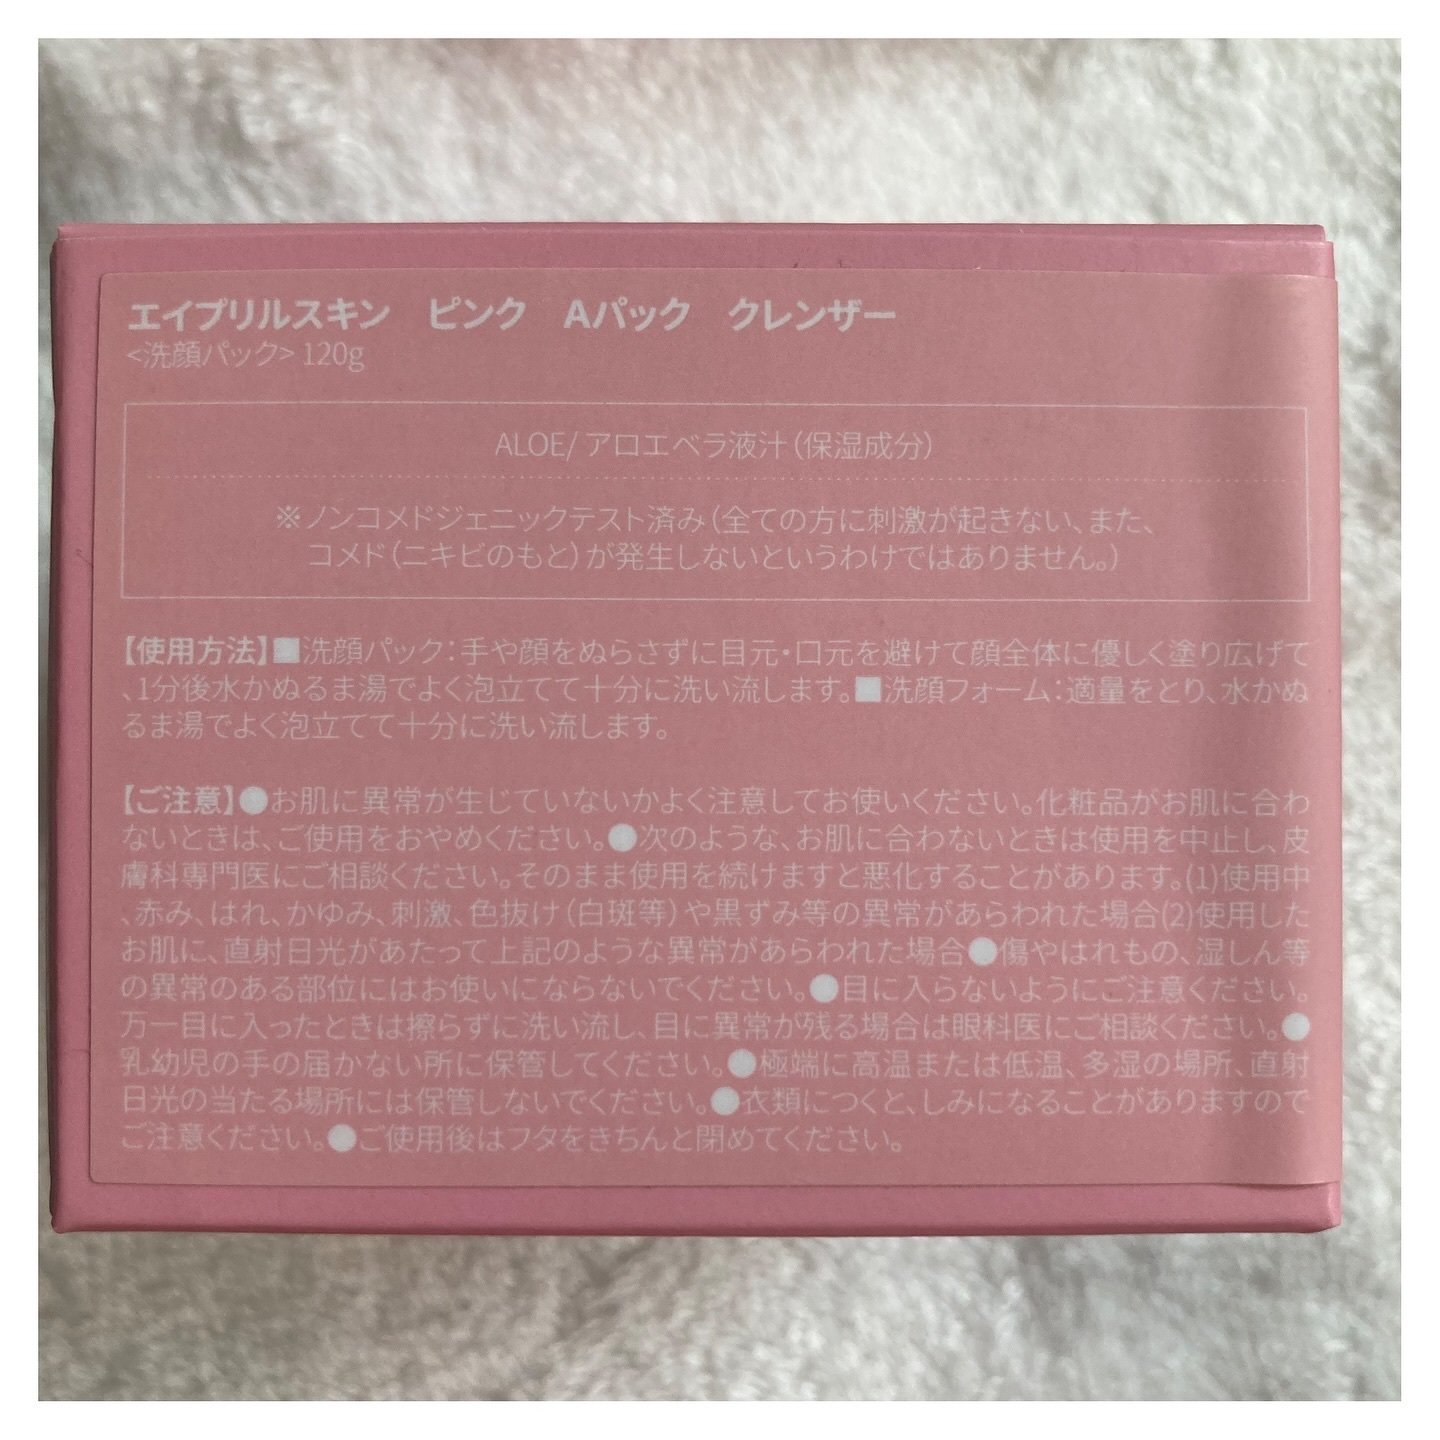 エイプリルスキン　ピンク　Aパック　クレンザー
<洗顔パック> 120g
ALOE/ アロエベラ液汁（保湿成分）
※ノンコメドジェニックテスト済み（全ての方に刺激が起きない、また、
コメド（ニキビのもと）が発生しないというわけではありません。）
【使用方法】■洗顔パック：手や顔をぬらさずに目元・口元を避けて顔全体に優しく塗り広げて
、1分後水かぬるま湯でよく泡立てて十分に洗い流します。■洗顔フォーム：適量をとり、水かぬ
るま湯でよく泡立てて十分に洗い流します。
【ご注意】●お肌に異常が生じていないかよく注意してお使いください。化粧品がお肌に合わ
ないときは、ご使用をおやめください。●次のような、お肌に合わないときは使用を中止し、皮
膚科専門医にご相談ください。そのまま使用を続けますと悪化することがあります。(1)使用中
、赤み、はれ、かゆみ、刺激、色抜け（白斑等）や黒ずみ等の異常があらわれた場合(2)使用した
お肌に、直射日光があたって上記のような異常があらわれた場合●傷やはれもの、湿しん等
の異常のある部位にはお使いにならないでください。●目に入らないようにご注意ください。
万一目に入ったときは擦らずに洗い流し、目に異常が残る場合は眼科医にご相談ください。●
乳幼児の手の届かない所に保管してください。●極端に高温または低温、多湿の場所、直射
日光の当たる場所には保管しないでください。●衣類につくと、しみになることがありますので
ご注意ください。●ご使用後はフタをきちんと閉めてください。